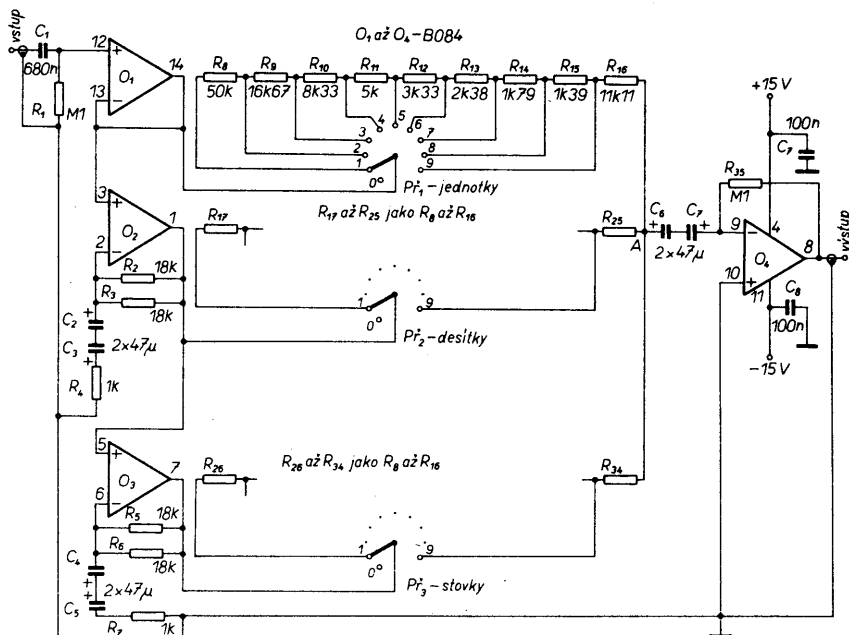 vstup
C₁
680n
R₁
M1
12
13
14
O₁
O₁ až O₄-B084
R₈
50k
R₉
16k67
R₁₀
8k33
R₁₁
5k
R₁₂
3k33
R₁₃
2k38
R₁₄
1k79
R₁₅
1k39
R₁₆
11k11
1
2
3
4
5
6
7
8
9
0°
Př₁-jednotky
3
2
1
O₂
R₂
18k
R₃
18k
C₂
C₃
2×47μ
R₄
1k
R₁₇
R₁₇ až R₂₅ jako R₈ až R₁₆
R₂₅
1
9
0°
Př₂-desítky
A
C₆
C₇
2×47μ
+15V
100n
C₇
R₃₅
M1
9
10
4
11
8
O₄
výstup
C₈
100n
-15V
5
6
7
O₃
R₅
18k
R₆
18k
C₄
C₅
2×47μ
R₇
1k
R₂₆
R₂₆ až R₃₄ jako R₈ až R₁₆
R₃₄
1
9
0°
Př₃-stovky